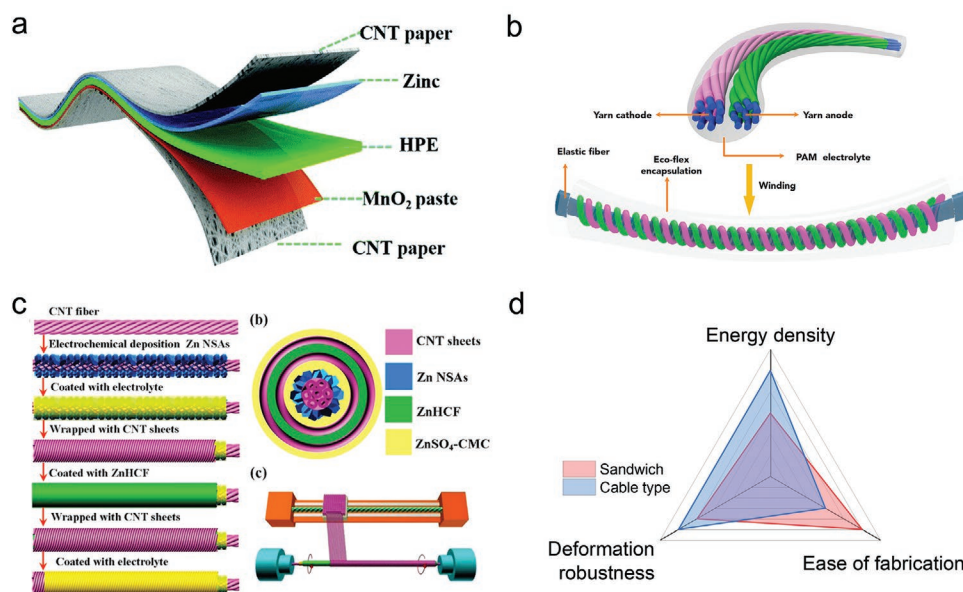 a
CNT paper
Zinc
HPE
MnO₂ paste
CNT paper
b
Yarn cathode
Yarn anode
PAM electrolyte
Elastic fiber
Eco-flex
encapsulation
Winding
c
CNT fiber
Electrochemical deposition Zn NSAs
Coated with electrolyte
Wrapped with CNT sheets
Coated with ZnHCF
Wrapped with CNT sheets
Coated with electrolyte
(b)
CNT sheets
Zn NSAs
ZnHCF
ZnSO₄-CMC
(c)
d
Energy density
Sandwich
Cable type
Deformation
robustness
Ease of fabrication